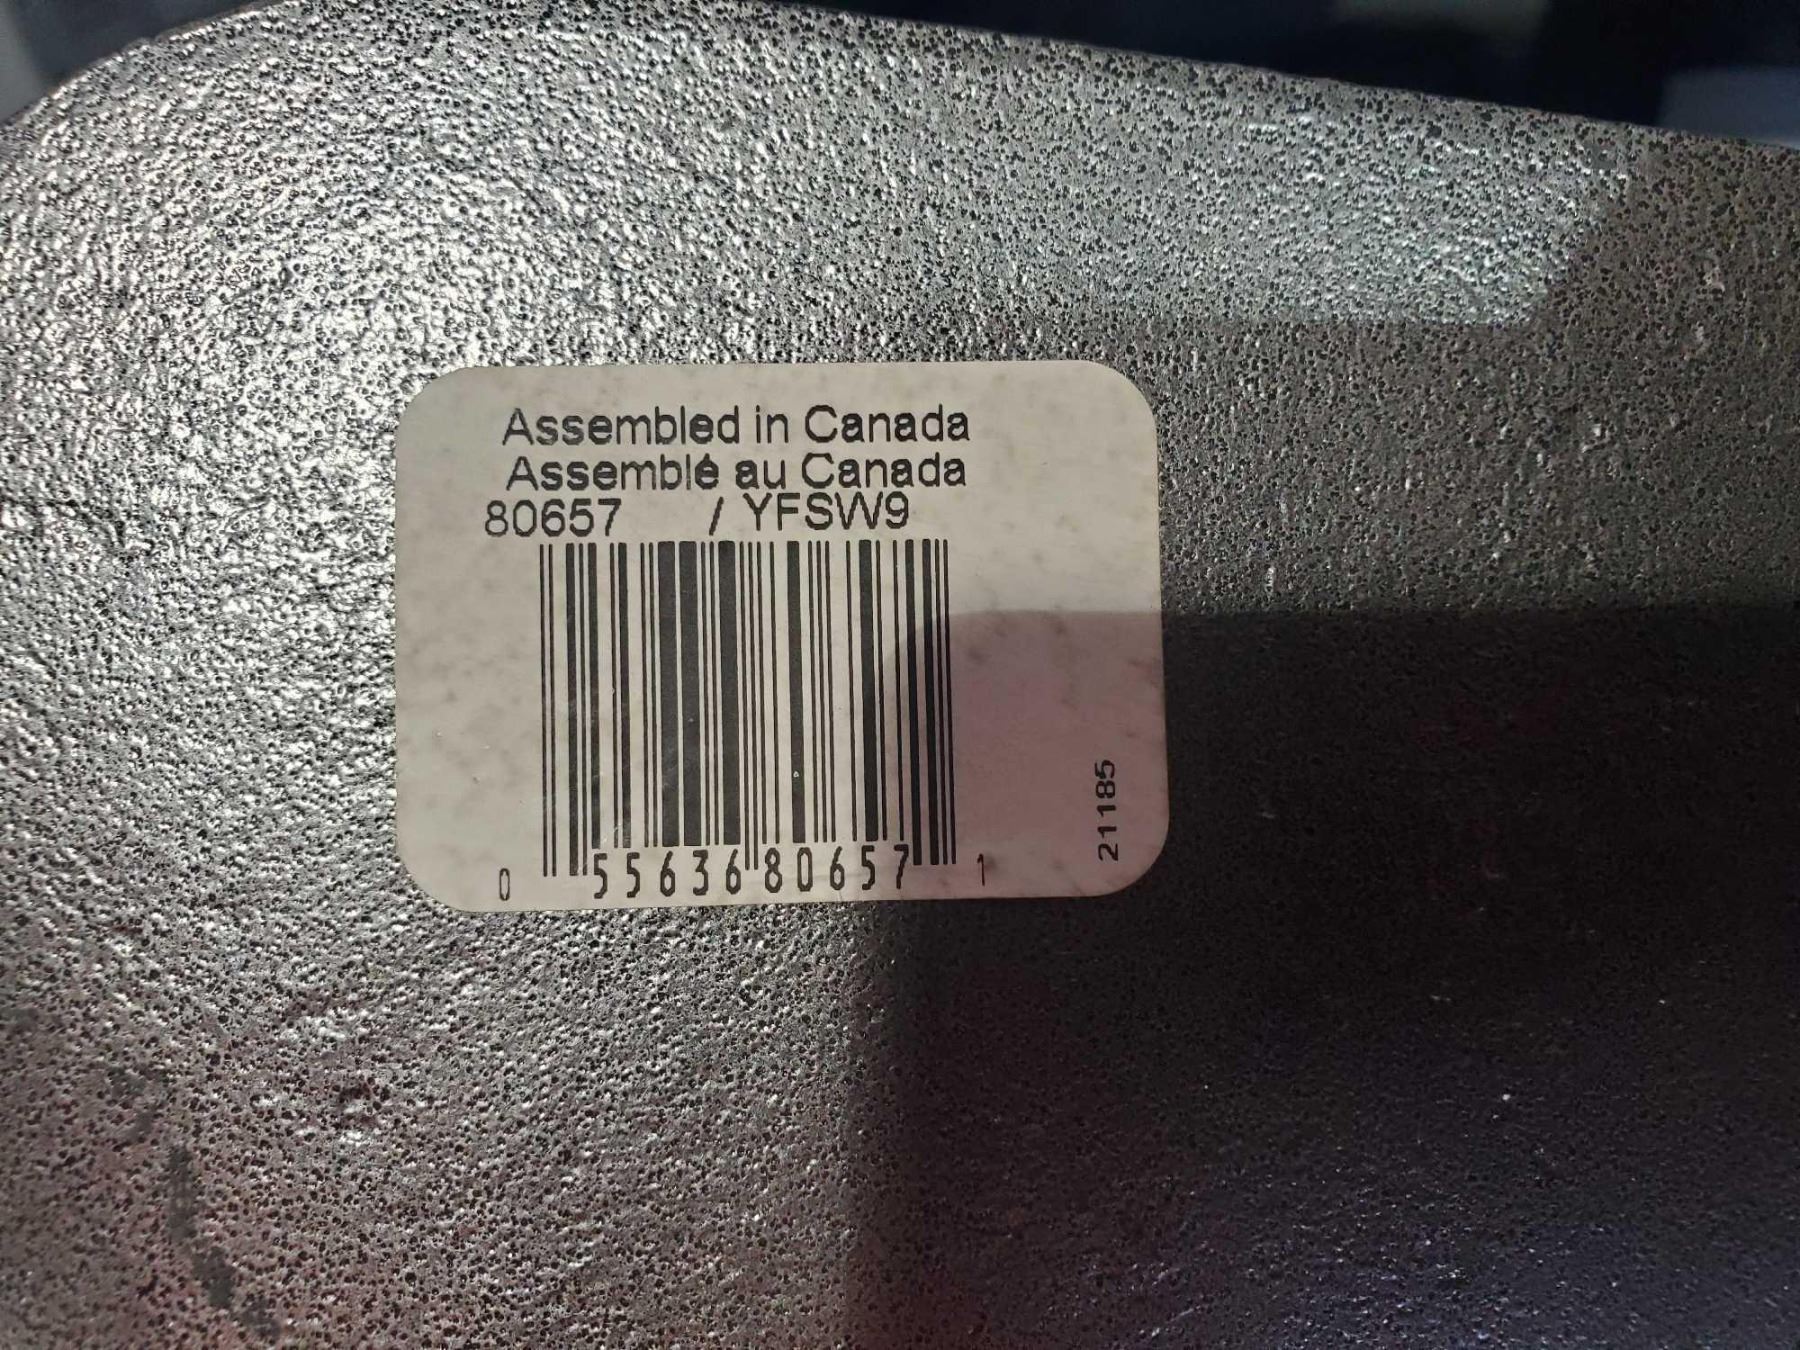 Assembled in Canada
Assemblé au Canada
80657 / YFSW9
0 55636 80657 1
21185